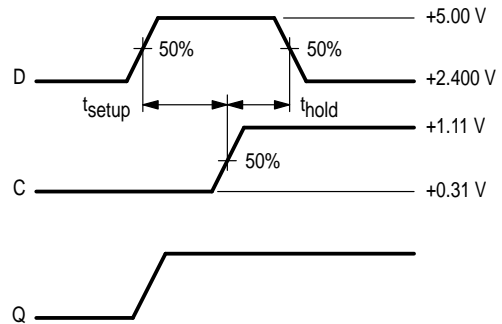 +5.00 V
50%
50%
D
+2.400 V
tsetup
thold
+1.11 V
50%
C
+0.31 V
Q